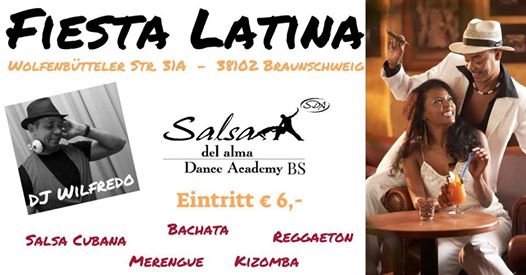 Fiesta Latina
Wolfenbütteler Str. 31A - 38102 Braunschweig
DJ Wilfredo
SDA
Salsa
del alma
Dance Academy BS
Eintritt € 6,-
Salsa Cubana
Bachata
Reggaeton
Merengue
Kizomba